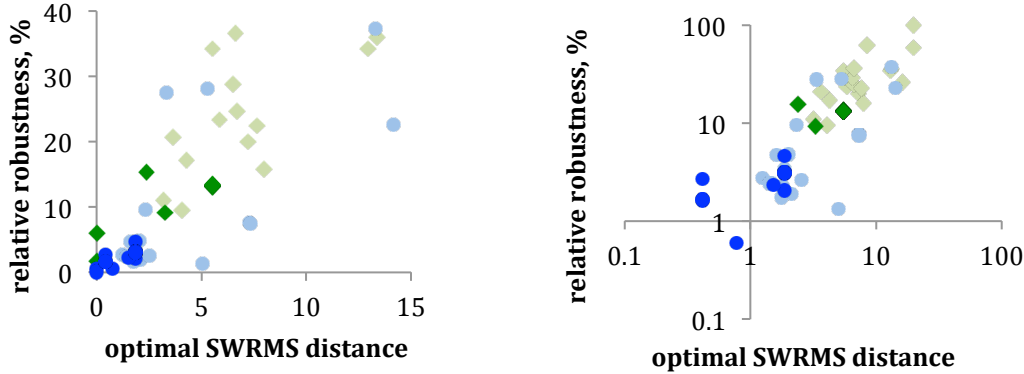 relative robustness, %
40
30
20
10
0
0 5 10 15
optimal SWRMS distance
relative robustness, %
100
10
1
0.1
0.1 1 10 100
optimal SWRMS distance